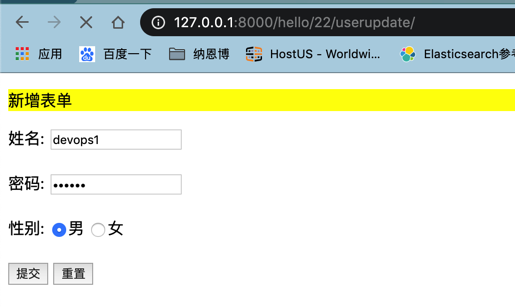 127.0.0.1:8000/hello/22/userupdate/
应用 百度一下 纳恩博 HostUS - Worldwi... Elasticsearch参
新增表单
姓名: devops1
密码: ••••••
性别: 男 女
提交 重置